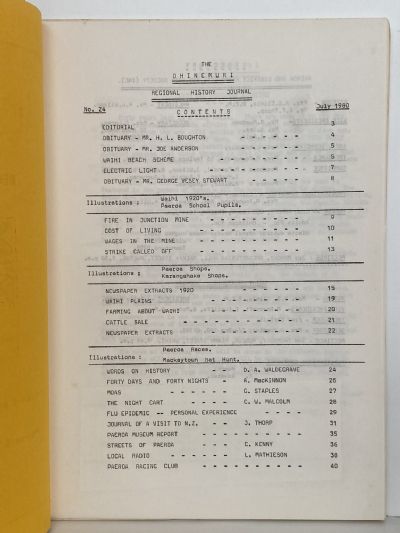 THE
OHINEMURI
REGIONAL HISTORY JOURNAL
No. 24 CONTENTS July 1980
EDITORIAL 3
OBITUARY - MR. H. L. BOUGHTON - - - - - - 4
OBITUARY - MR. JOE ANDERSON - - - - - - 5
WAIHI BEACH SCHEME - - - - - - - 5
ELECTRIC LIGHT - - - - - - - - 7
OBITUARY - MR. GEORGE VESEY STEWART - - - - 8
Illustrations : Waihi 1920's.
Paeroa School Pupils.
FIRE IN JUNCTION MINE - - - - - - - 9
COST OF LIVING - - - - - - - - - 10
WAGES IN THE MINE - - - - - - - - 11
STRIKE CALLED OFF - - - - - - - - 13
Illustrations : Paeroa Shops.
Karangahake Shops.
NEWSPAPER EXTRACTS 1920 - - - - - - - 15
WAIHI PLAINS - - - - - - - - - 19
FARMING ABOUT WAIHI - - - - - - - - 20
CATTLE SALE - - - - - - - - - 21
NEWSPAPER EXTRACTS - - - - - - - - 22
Illustrations : Paeroa Races.
Mackaytown Hunt.
WORDS ON HISTORY - - D. A. WALDEGRAVE 24
FORTY DAYS AND FORTY NIGHTS - A. MacKINNON 26
MOAS - - - - - G. STAPLES 27
THE NIGHT CART - - - - C. W. MALCOLM 28
FLU EPIDEMIC -- PERSONAL EXPERIENCE - - - - 29
JOURNAL OF A VISIT TO N.Z. - - J. THORP 31
PAEROA MUSEUM REPORT - - - - - - - - 35
STREETS OF PAEROA - - - C. KENNY 36
LOCAL RADIO - - - - - L. MATHIESON 38
PAEROA RACING CLUB - - - - - - - - 40